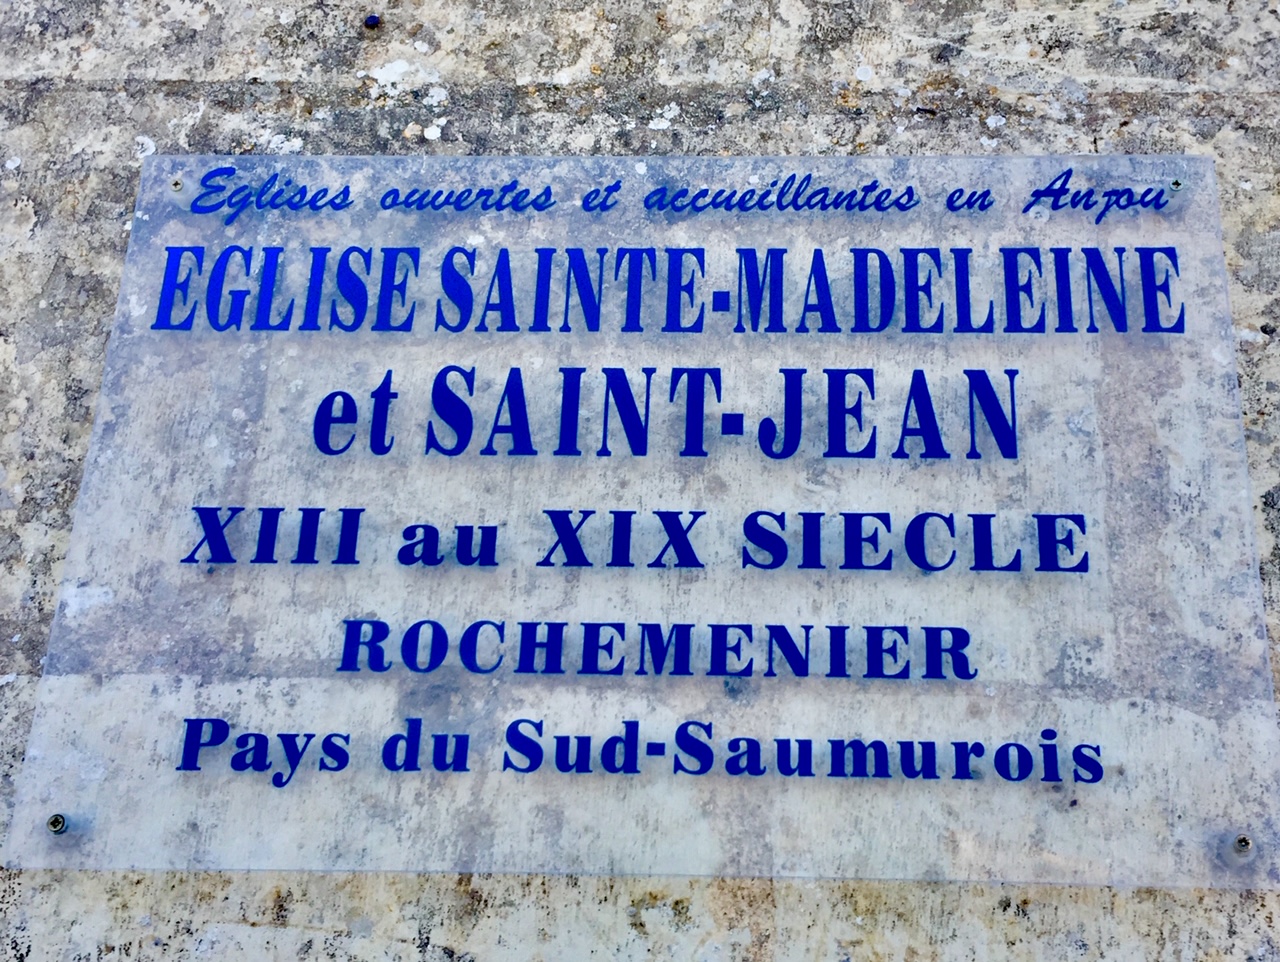 Eglises ouvertes et accueillantes en Anjou
EGLISE SAINTE-MADELEINE
et SAINT-JEAN
XIII au XIX SIECLE
ROCHEMENIER
Pays du Sud-Saumurois